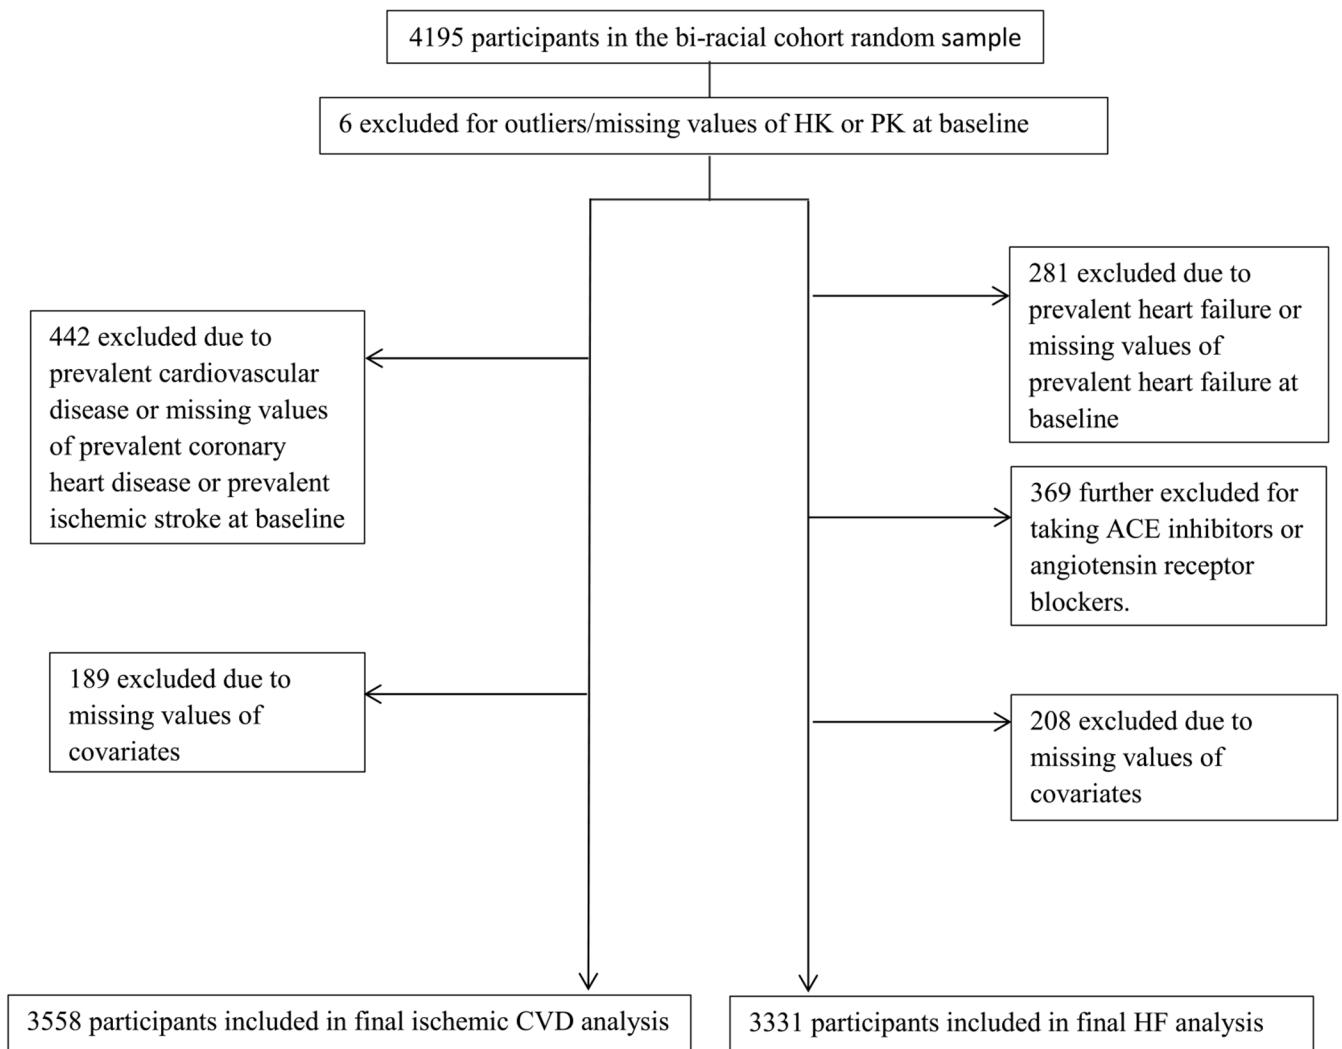 4195 participants in the bi-racial cohort random sample
6 excluded for outliers/missing values of HK or PK at baseline
442 excluded due to
prevalent cardiovascular
disease or missing values
of prevalent coronary
heart disease or prevalent
ischemic stroke at baseline
281 excluded due to
prevalent heart failure or
missing values of
prevalent heart failure at
baseline
369 further excluded for
taking ACE inhibitors or
angiotensin receptor
blockers.
189 excluded due to
missing values of
covariates
208 excluded due to
missing values of
covariates
3558 participants included in final ischemic CVD analysis
3331 participants included in final HF analysis